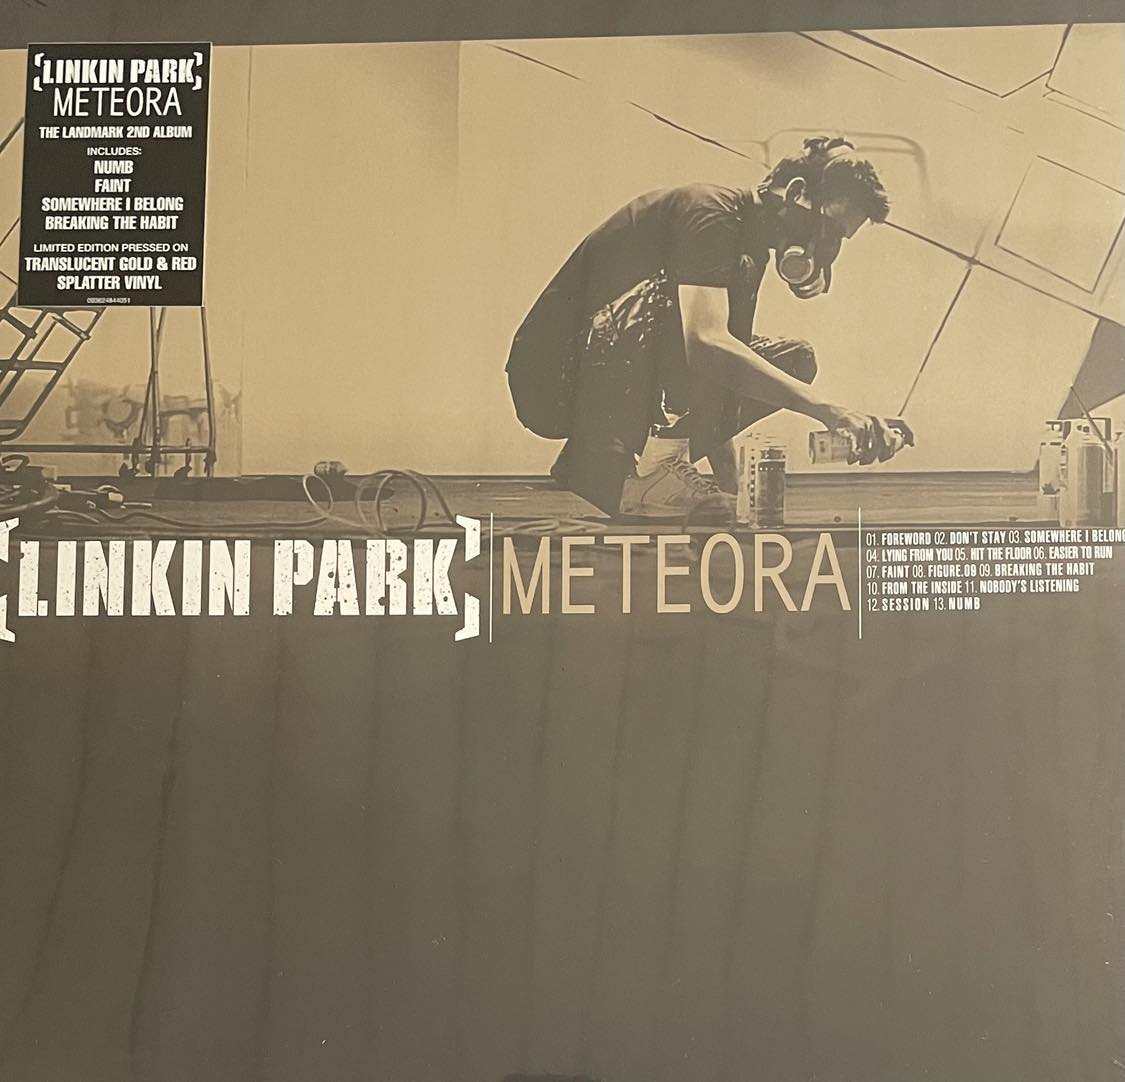 [LINKIN PARK]
METEORA
THE LANDMARK 2ND ALBUM
INCLUDES:
NUMB
FAINT
SOMEWHERE I BELONG
BREAKING THE HABIT
LIMITED EDITION PRESSED ON
TRANSLUCENT GOLD & RED
SPLATTER VINYL
093624844051
[LINKIN PARK]
METEORA
01. FOREWORD 02. DON'T STAY 03. SOMEWHERE I BELONG
04. LYING FROM YOU 05. HIT THE FLOOR 06. EASIER TO RUN
07. FAINT 08. FIGURE.09 09. BREAKING THE HABIT
10. FROM THE INSIDE 11. NOBODY'S LISTENING
12. SESSION 13. NUMB